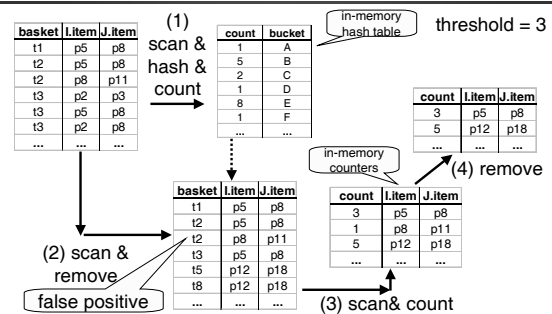 basket I.item J.item
t1 p5 p8
t2 p5 p8
t2 p8 p11
t3 p2 p3
t3 p5 p8
t3 p2 p8
... ... ...
(1)
scan &
hash &
count
count bucket
1 A
5 B
2 C
1 D
8 E
1 F
... ...
in-memory
hash table
threshold = 3
basket I.item J.item
t1 p5 p8
t2 p5 p8
t2 p8 p11
t3 p5 p8
t5 p12 p18
t8 p12 p18
... ... ...
(2) scan &
remove
false positive
in-memory
counters
count I.item J.item
3 p5 p8
1 p8 p11
5 p12 p18
... ... ...
(3) scan& count
count I.item J.item
3 p5 p8
5 p12 p18
... ... ...
(4) remove